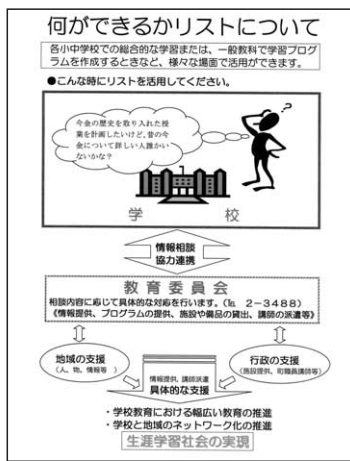 何ができるかリストについて
各小中学校での総合的な学習または、一般教科で学習プログ
ラムを作成するときなど、様々な場面で活用ができます。
●こんな時にリストを活用してください。
今金の歴史を取り入れた授
業を計画したいけど、昔の今
金について詳しい人誰かいな
いかな?
?
学 校
情報相談
協力連携
教育委員会
相談内容に応じて具体的な対応を行います。(℡ 2-3488)
《情報提供、プログラムの提供、施設や備品の貸出、講師の派遣等》
地域の支援
(人、物、情報等 )
行政の支援
(施設提供、町職員講師等)
情報提供、講師派遣
具体的な支援
・学校教育における幅広い教育の推進
・学校と地域のネットワーク化の推進
生涯学習社会の実現